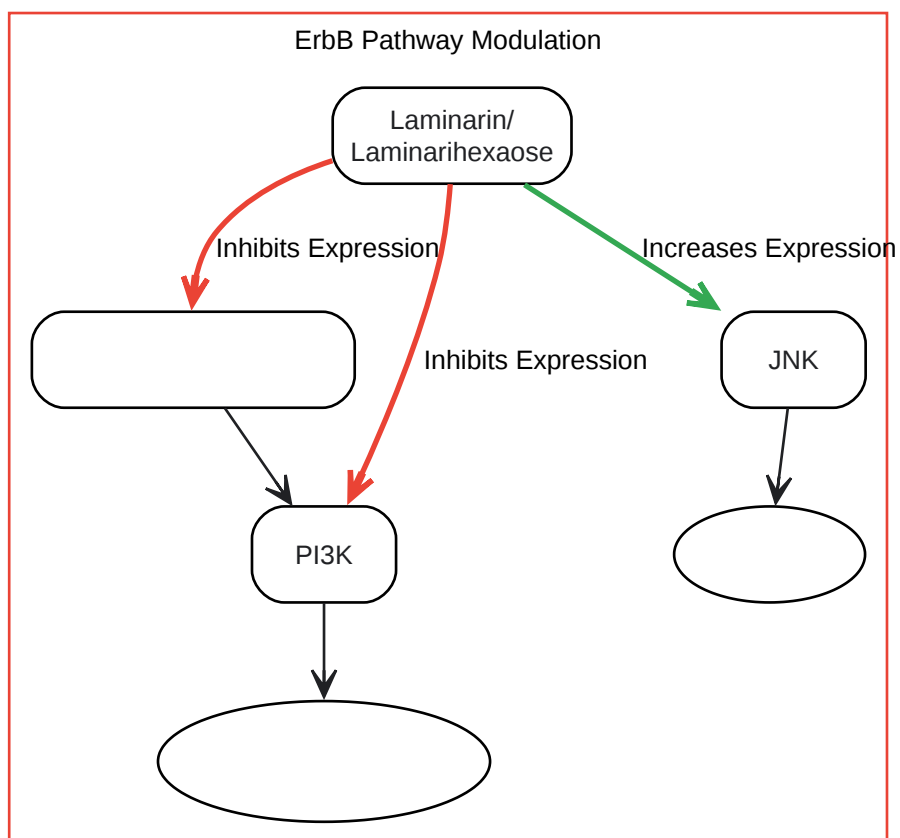 ErbB Pathway Modulation
Laminarin/
Laminarihexaose
Inhibits Expression
Increases Expression
Inhibits Expression
JNK
PI3K